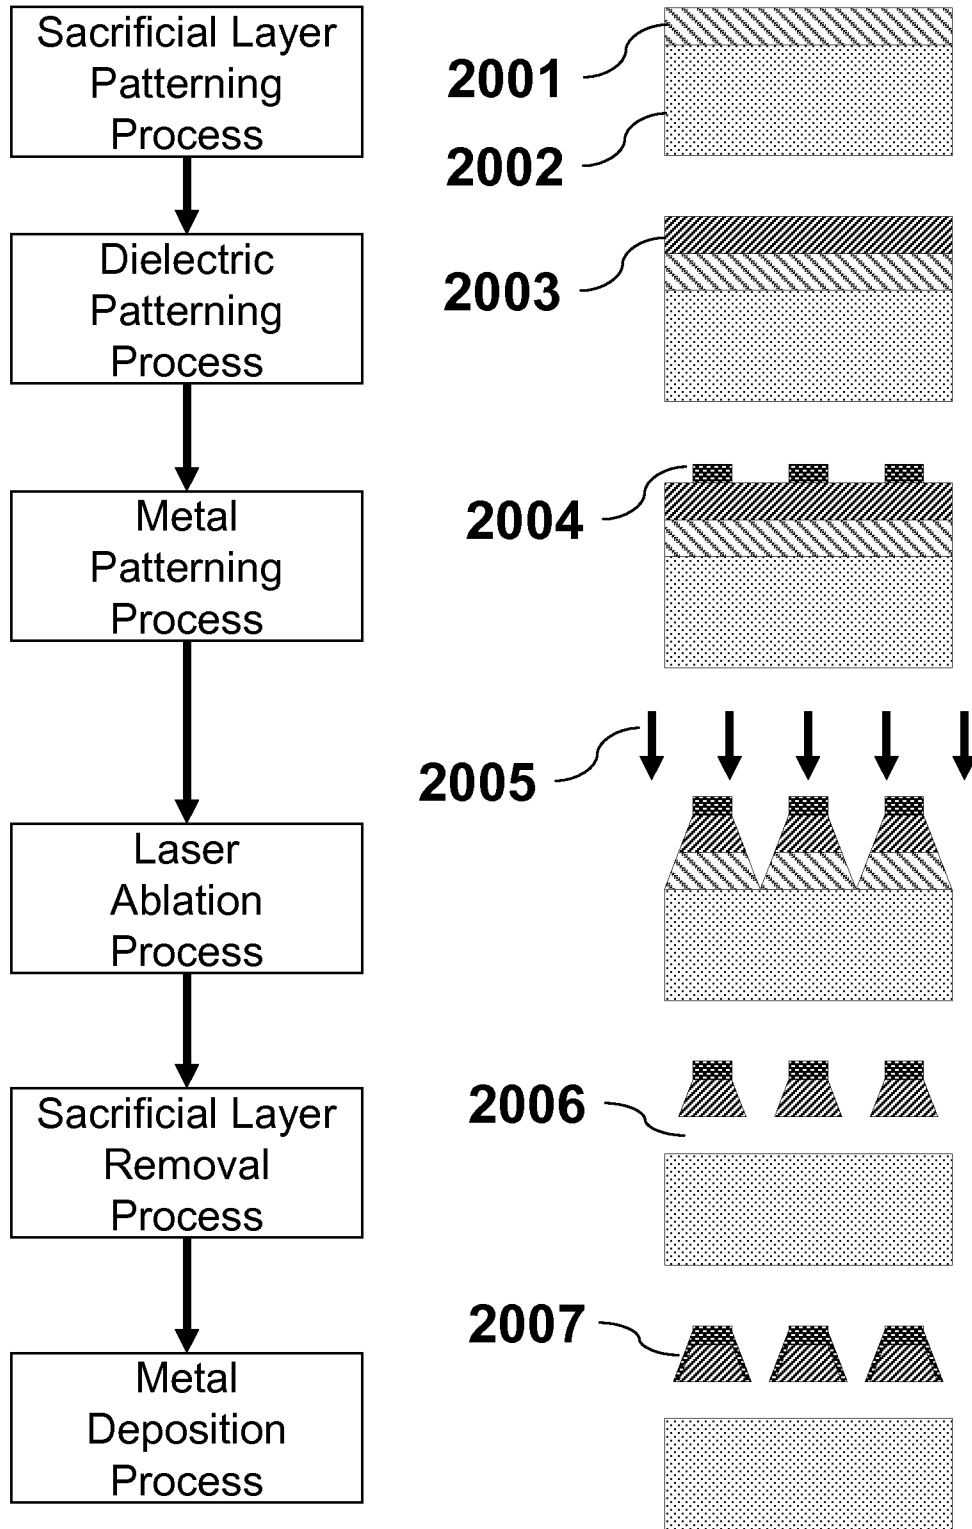 Sacrificial Layer
Patterning
Process
2001
2002
Dielectric
Patterning
Process
2003
Metal
Patterning
Process
2004
2005
Laser
Ablation
Process
Sacrificial Layer
Removal
Process
2006
2007
Metal
Deposition
Process